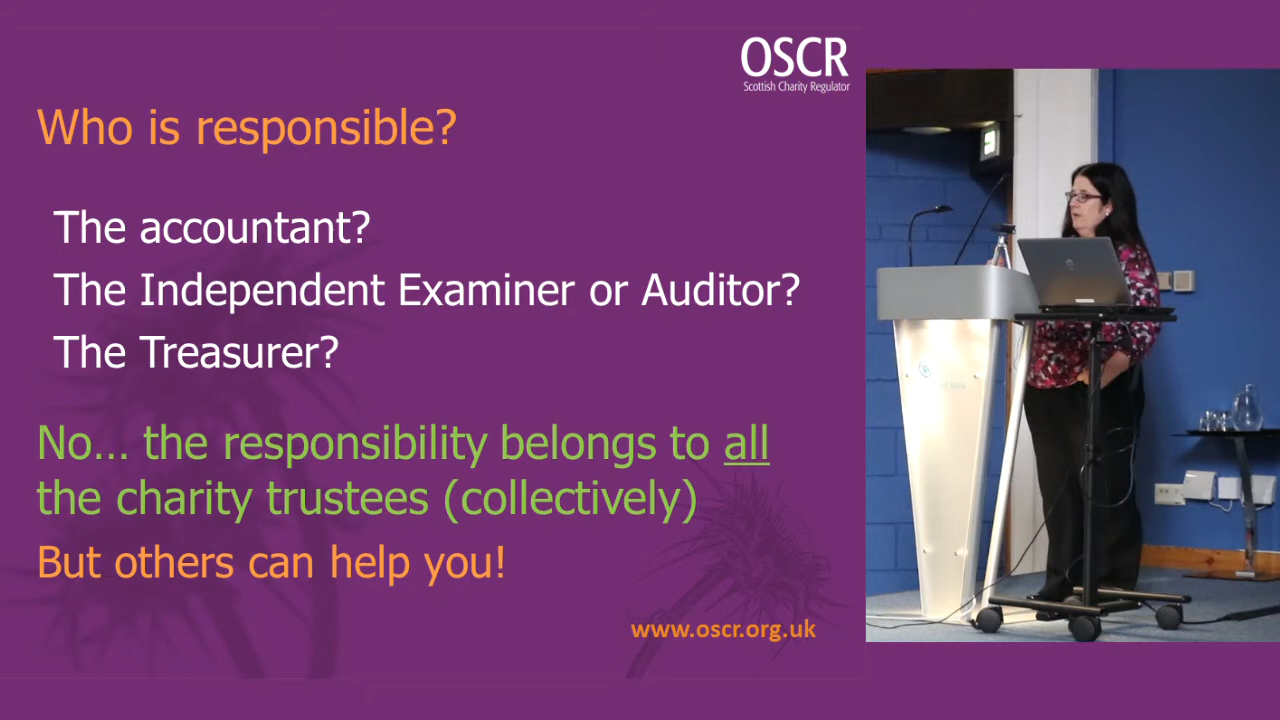 OSCR
Scottish Charity Regulator
Who is responsible?
The accountant?
The Independent Examiner or Auditor?
The Treasurer?
No... the responsibility belongs to all
the charity trustees (collectively)
But others can help you!
www.oscr.org.uk